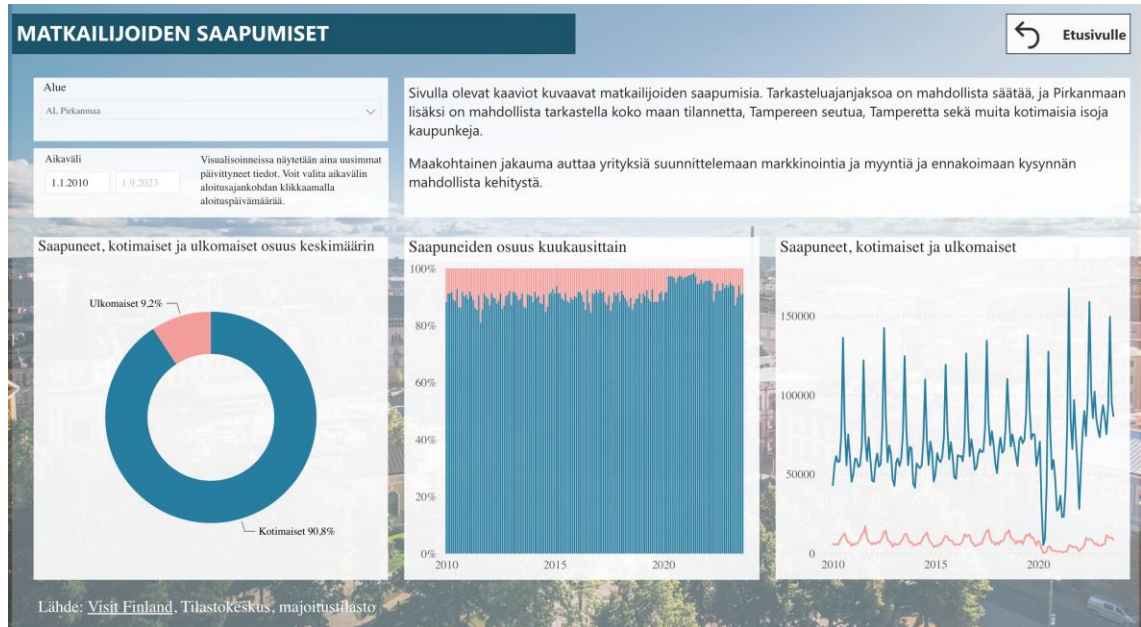 MATKAILIJOIDEN SAAPUMISET
Etusivulle
Alue
AL Pirkanmaa
Sivulla olevat kaaviot kuvaavat matkailijoiden saapumisia. Tarkasteluajanjaksoa on mahdollista säätää, ja Pirkanmaan
lisäksi on mahdollista tarkastella koko maan tilannetta, Tampereen seutua, Tamperetta sekä muita kotimaisia isoja
kaupunkeja.
Maakohtainen jakauma auttaa yrityksiä suunnittelemaan markkinointia ja myyntiä ja ennakoimaan kysynnän
mahdollista kehitystä.
Aikaväli
1.1.2010
1.9.2023
Visualisoinneissa näytetään aina uusimmat
päivittyneet tiedot. Voit valita aikavälin
aloitusajankohdan klikkaamalla
aloituspäivämäärää.
Saapuneet, kotimaiset ja ulkomaiset osuus keskimäärin
Ulkomaiset 9,2%
Kotimaiset 90,8%
Saapuneiden osuus kuukausittain
100%
80%
60%
40%
20%
0%
2010 2015 2020
Saapuneet, kotimaiset ja ulkomaiset
150000
100000
50000
0
2010 2015 2020
Lähde: Visit Finland, Tilastokeskus, majoitustilasto